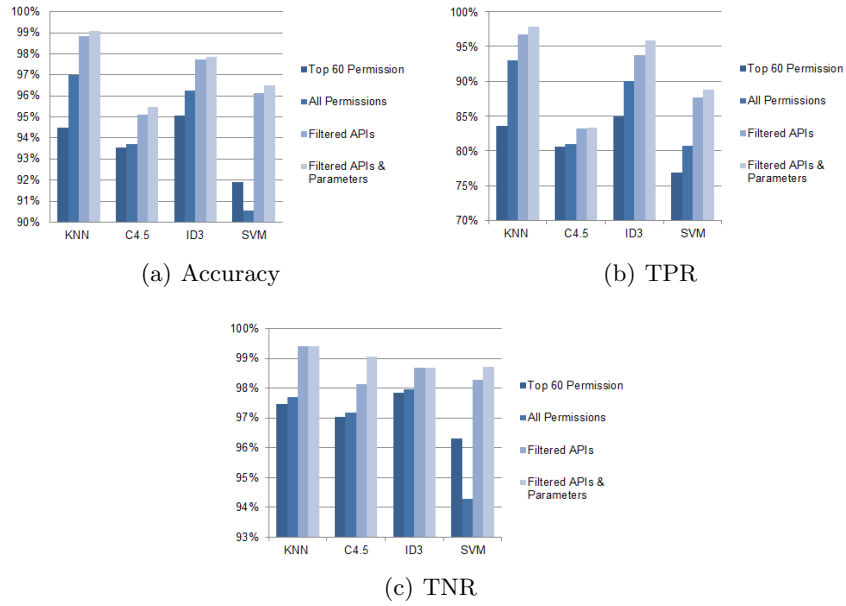 100%
99%
98%
97%
96%
95%
94%
93%
92%
91%
90%
KNN C4.5 ID3 SVM
Top 60 Permission
All Permissions
Filtered APIs
Filtered APIs &
Parameters
(a) Accuracy
100%
95%
90%
85%
80%
75%
70%
KNN C4.5 ID3 SVM
Top 60 Permission
All Permissions
Filtered APIs
Filtered APIs &
Parameters
(b) TPR
100%
99%
98%
97%
96%
95%
94%
93%
KNN C4.5 ID3 SVM
Top 60 Permission
All Permissions
Filtered APIs
Filtered APIs &
Parameters
(c) TNR